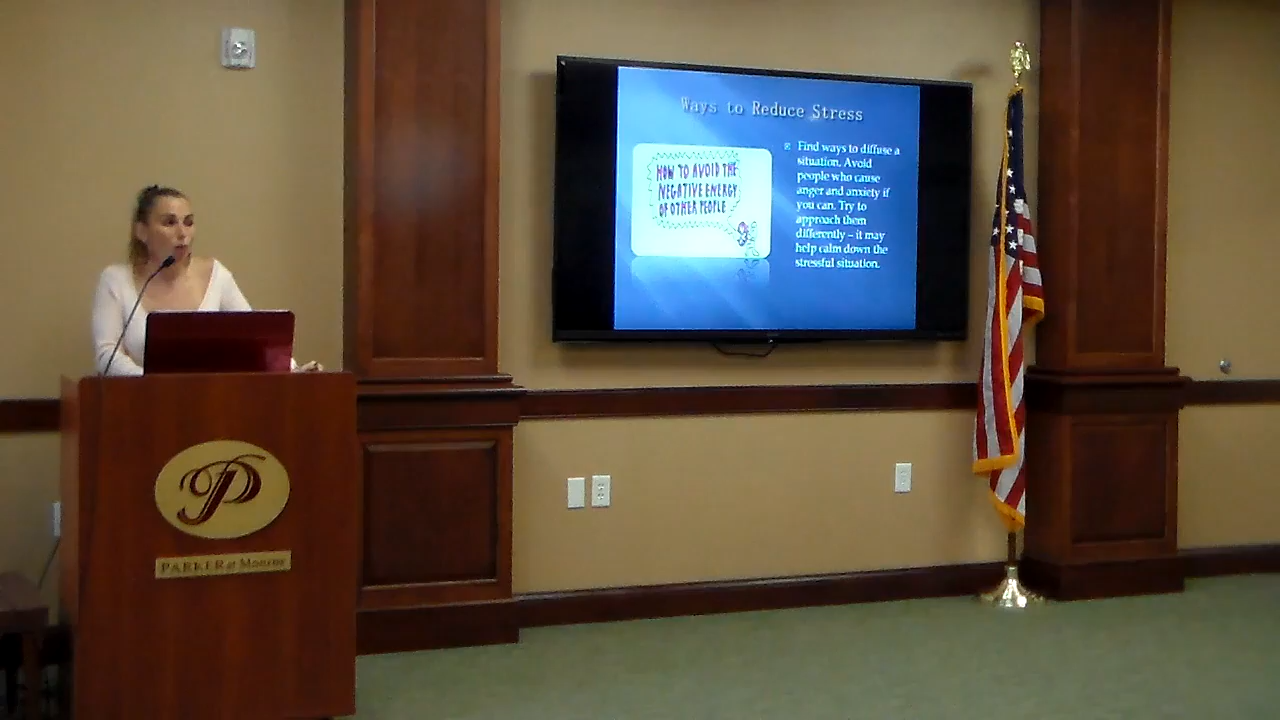 Ways to Reduce Stress
HOW TO AVOID THE
NEGATIVE ENERGY
OF OTHER PEOPLE
Find ways to diffuse a
situation. Avoid
people who cause
anger and anxiety if
you can. Try to
approach them
differently – it may
help calm down the
stressful situation.
P
PARKER at Monroe